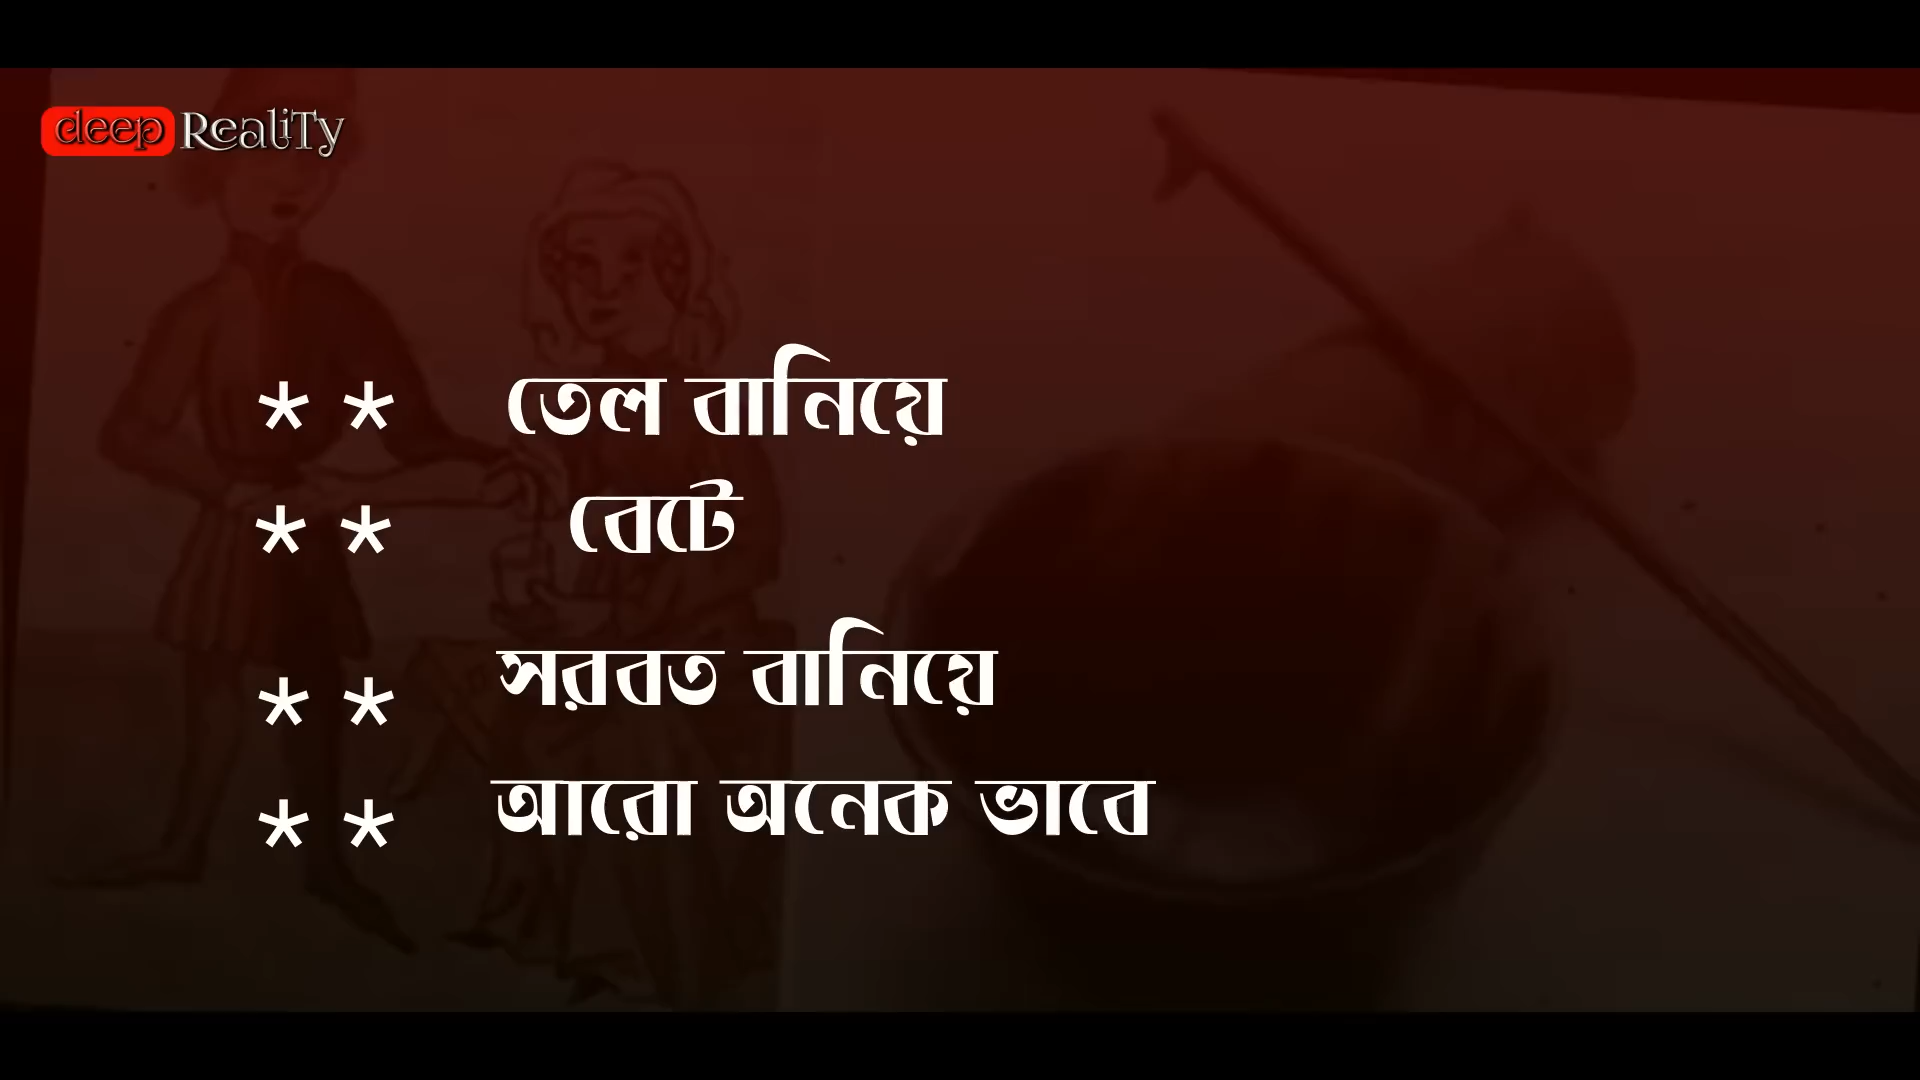 deep RealiTy
** তেল বানিয়ে
** বেটে
** সরবত বানিয়ে
** আরো অনেক ভাবে